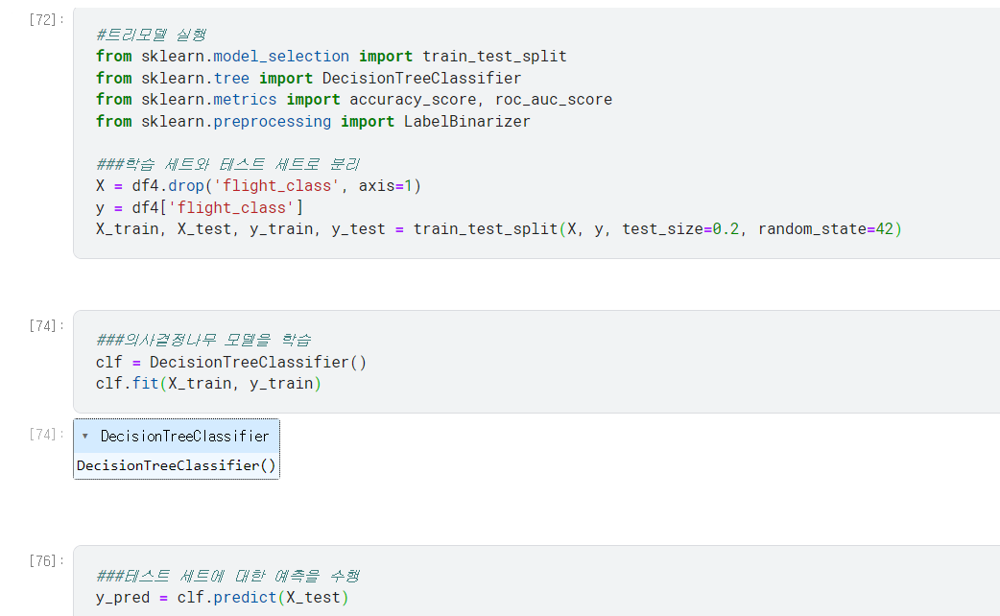 [72]:
#트리모델 실행
from sklearn.model_selection import train_test_split
from sklearn.tree import DecisionTreeClassifier
from sklearn.metrics import accuracy_score, roc_auc_score
from sklearn.preprocessing import LabelBinarizer
###학습 세트와 테스트 세트로 분리
X = df4.drop('flight_class', axis=1)
y = df4['flight_class']
X_train, X_test, y_train, y_test = train_test_split(X, y, test_size=0.2, random_state=42)
[74]:
###의사결정나무 모델을 학습
clf = DecisionTreeClassifier()
clf.fit(X_train, y_train)
[74]:
▾ DecisionTreeClassifier
DecisionTreeClassifier()
[76]:
###테스트 세트에 대한 예측을 수행
y_pred = clf.predict(X_test)